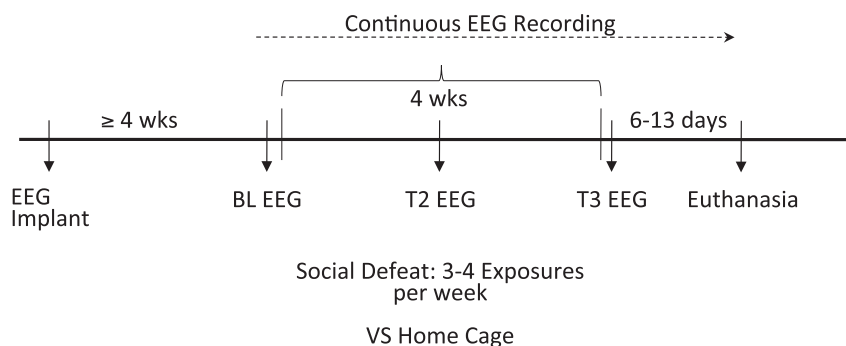 Continuous EEG Recording
4 wks
≥ 4 wks
6-13 days
EEG
Implant
BL EEG
T2 EEG
T3 EEG
Euthanasia
Social Defeat: 3-4 Exposures
per week
VS Home Cage